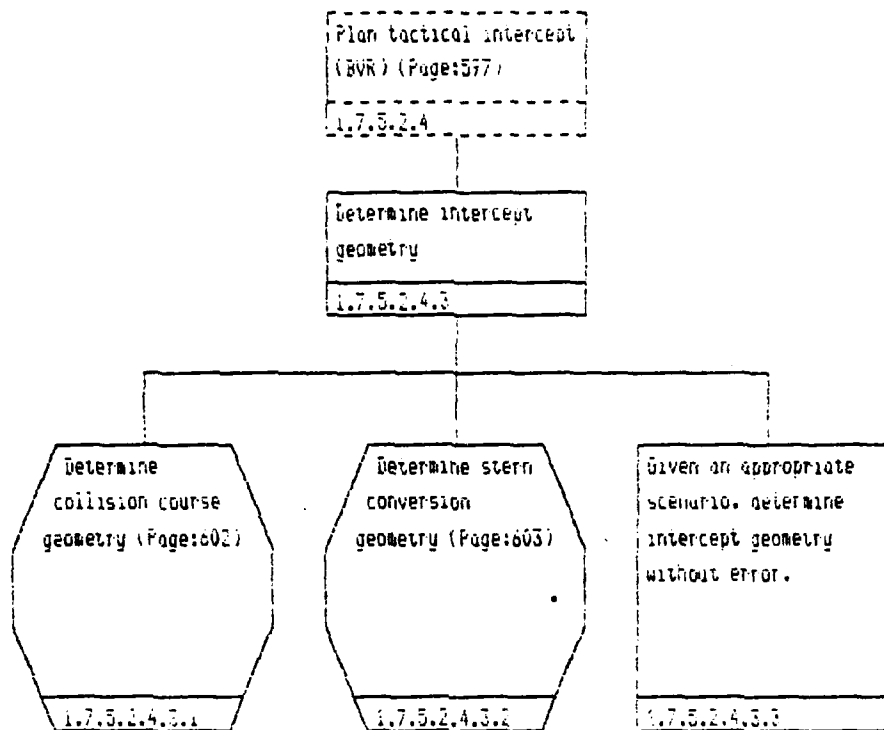 Plan tactical intercept
(BVR) (Page:597)
1.7.5.2.4
Determine intercept
geometry
1.7.5.2.4.3
Determine
collision course
geometry (Page:602)
1.7.5.2.4.3.1
Determine stern
conversion
geometry (Page:603)
1.7.5.2.4.3.2
Given an appropriate
scenario, determine
intercept geometry
without error.
1.7.5.2.4.3.3